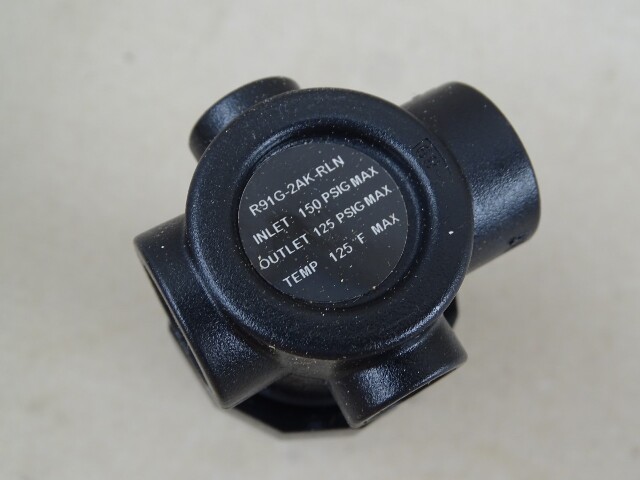 R91G-2AK-RLN
INLET 150 PSIG MAX
OUTLET 125 PSIG MAX
TEMP 125 °F MAX